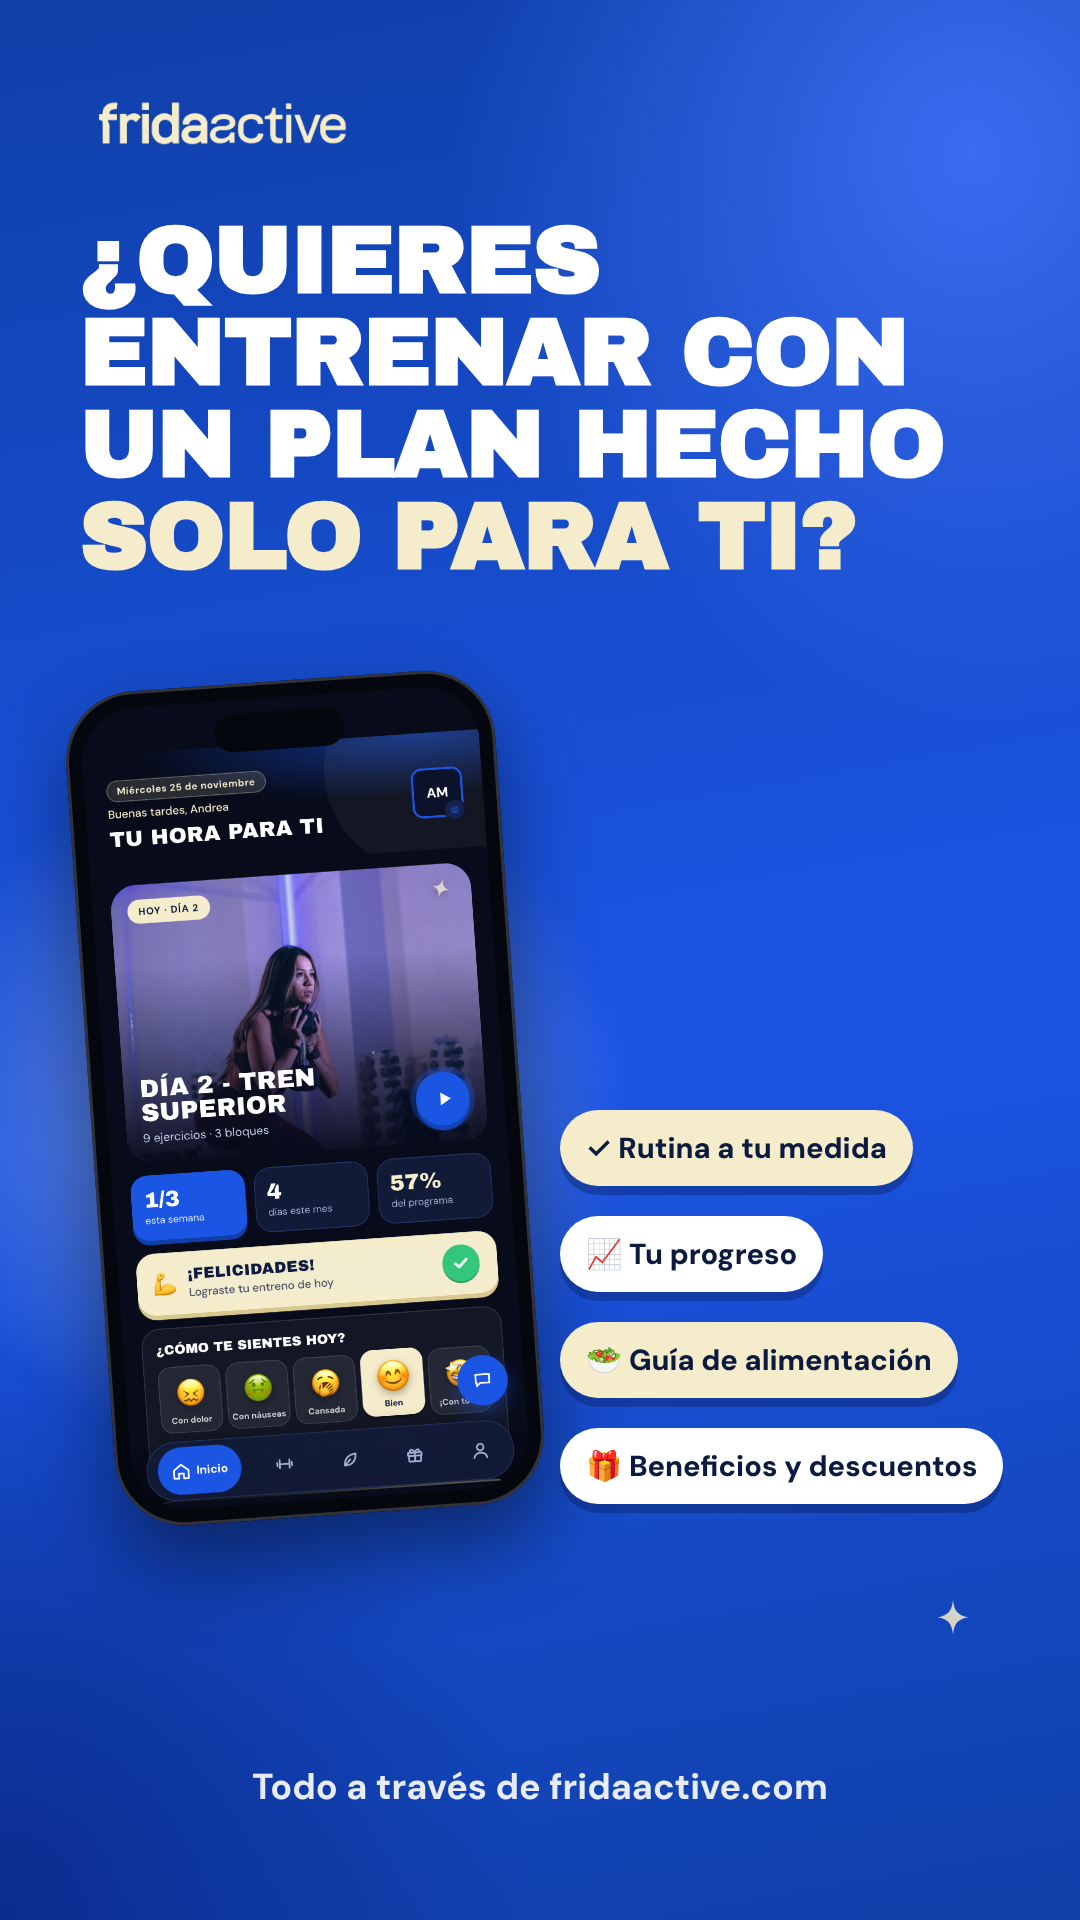 fridaactive
¿QUIERES
ENTRENAR CON
UN PLAN HECHO
SOLO PARA TI?
Miércoles 25 de noviembre
Buenas tardes, Andrea
TU HORA PARA TI
AM
HOY · DÍA 2
DÍA 2 - TREN
SUPERIOR
9 ejercicios · 3 bloques
1/3
esta semana
4
días este mes
57%
del programa
¡FELICIDADES!
Lograste tu entreno de hoy
¿CÓMO TE SIENTES HOY?
Con dolor
Con náuseas
Cansada
Bien
¡Con to
Inicio
✓ Rutina a tu medida
📈 Tu progreso
🥗 Guía de alimentación
🎁 Beneficios y descuentos
Todo a través de fridaactive.com